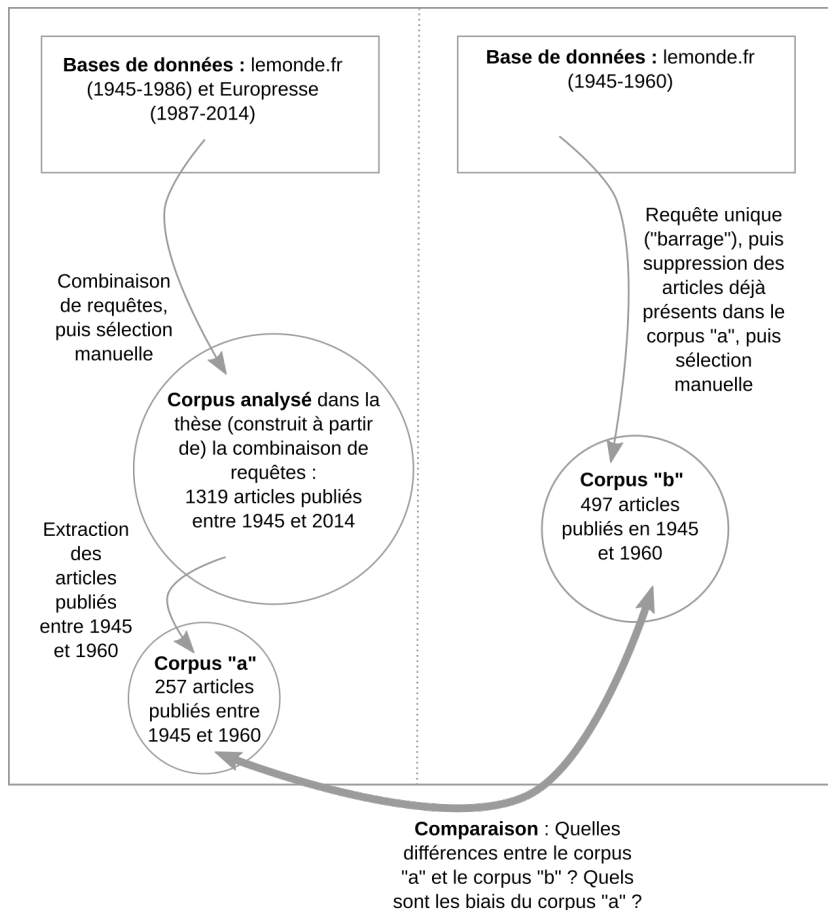 Bases de données : lemonde.fr
(1945-1986) et Europresse
(1987-2014)
Combinaison
de requêtes,
puis sélection
manuelle
Corpus analysé dans la
thèse (construit à partir
de) la combinaison de
requêtes :
1319 articles publiés
entre 1945 et 2014
Extraction
des
articles
publiés
entre 1945
et 1960
Corpus "a"
257 articles
publiés entre
1945 et 1960
Base de données : lemonde.fr
(1945-1960)
Requête unique
("barrage"), puis
suppression des
articles déjà
présents dans le
corpus "a", puis
sélection
manuelle
Corpus "b"
497 articles
publiés en 1945
et 1960
Comparaison : Quelles
différences entre le corpus
"a" et le corpus "b" ? Quels
sont les biais du corpus "a" ?